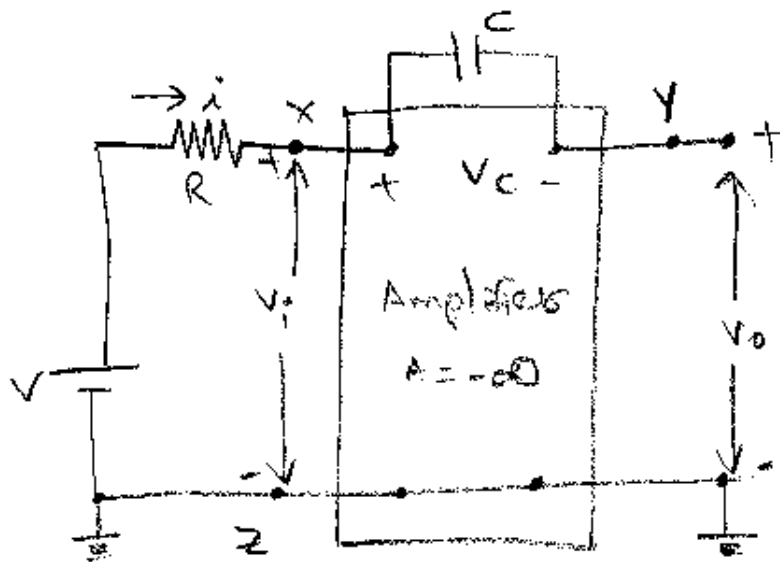 C
i
X
Y
+
+
R
+
Vc
-
Vi
Amplifier
A = -∞
Vo
V
-
-
Z